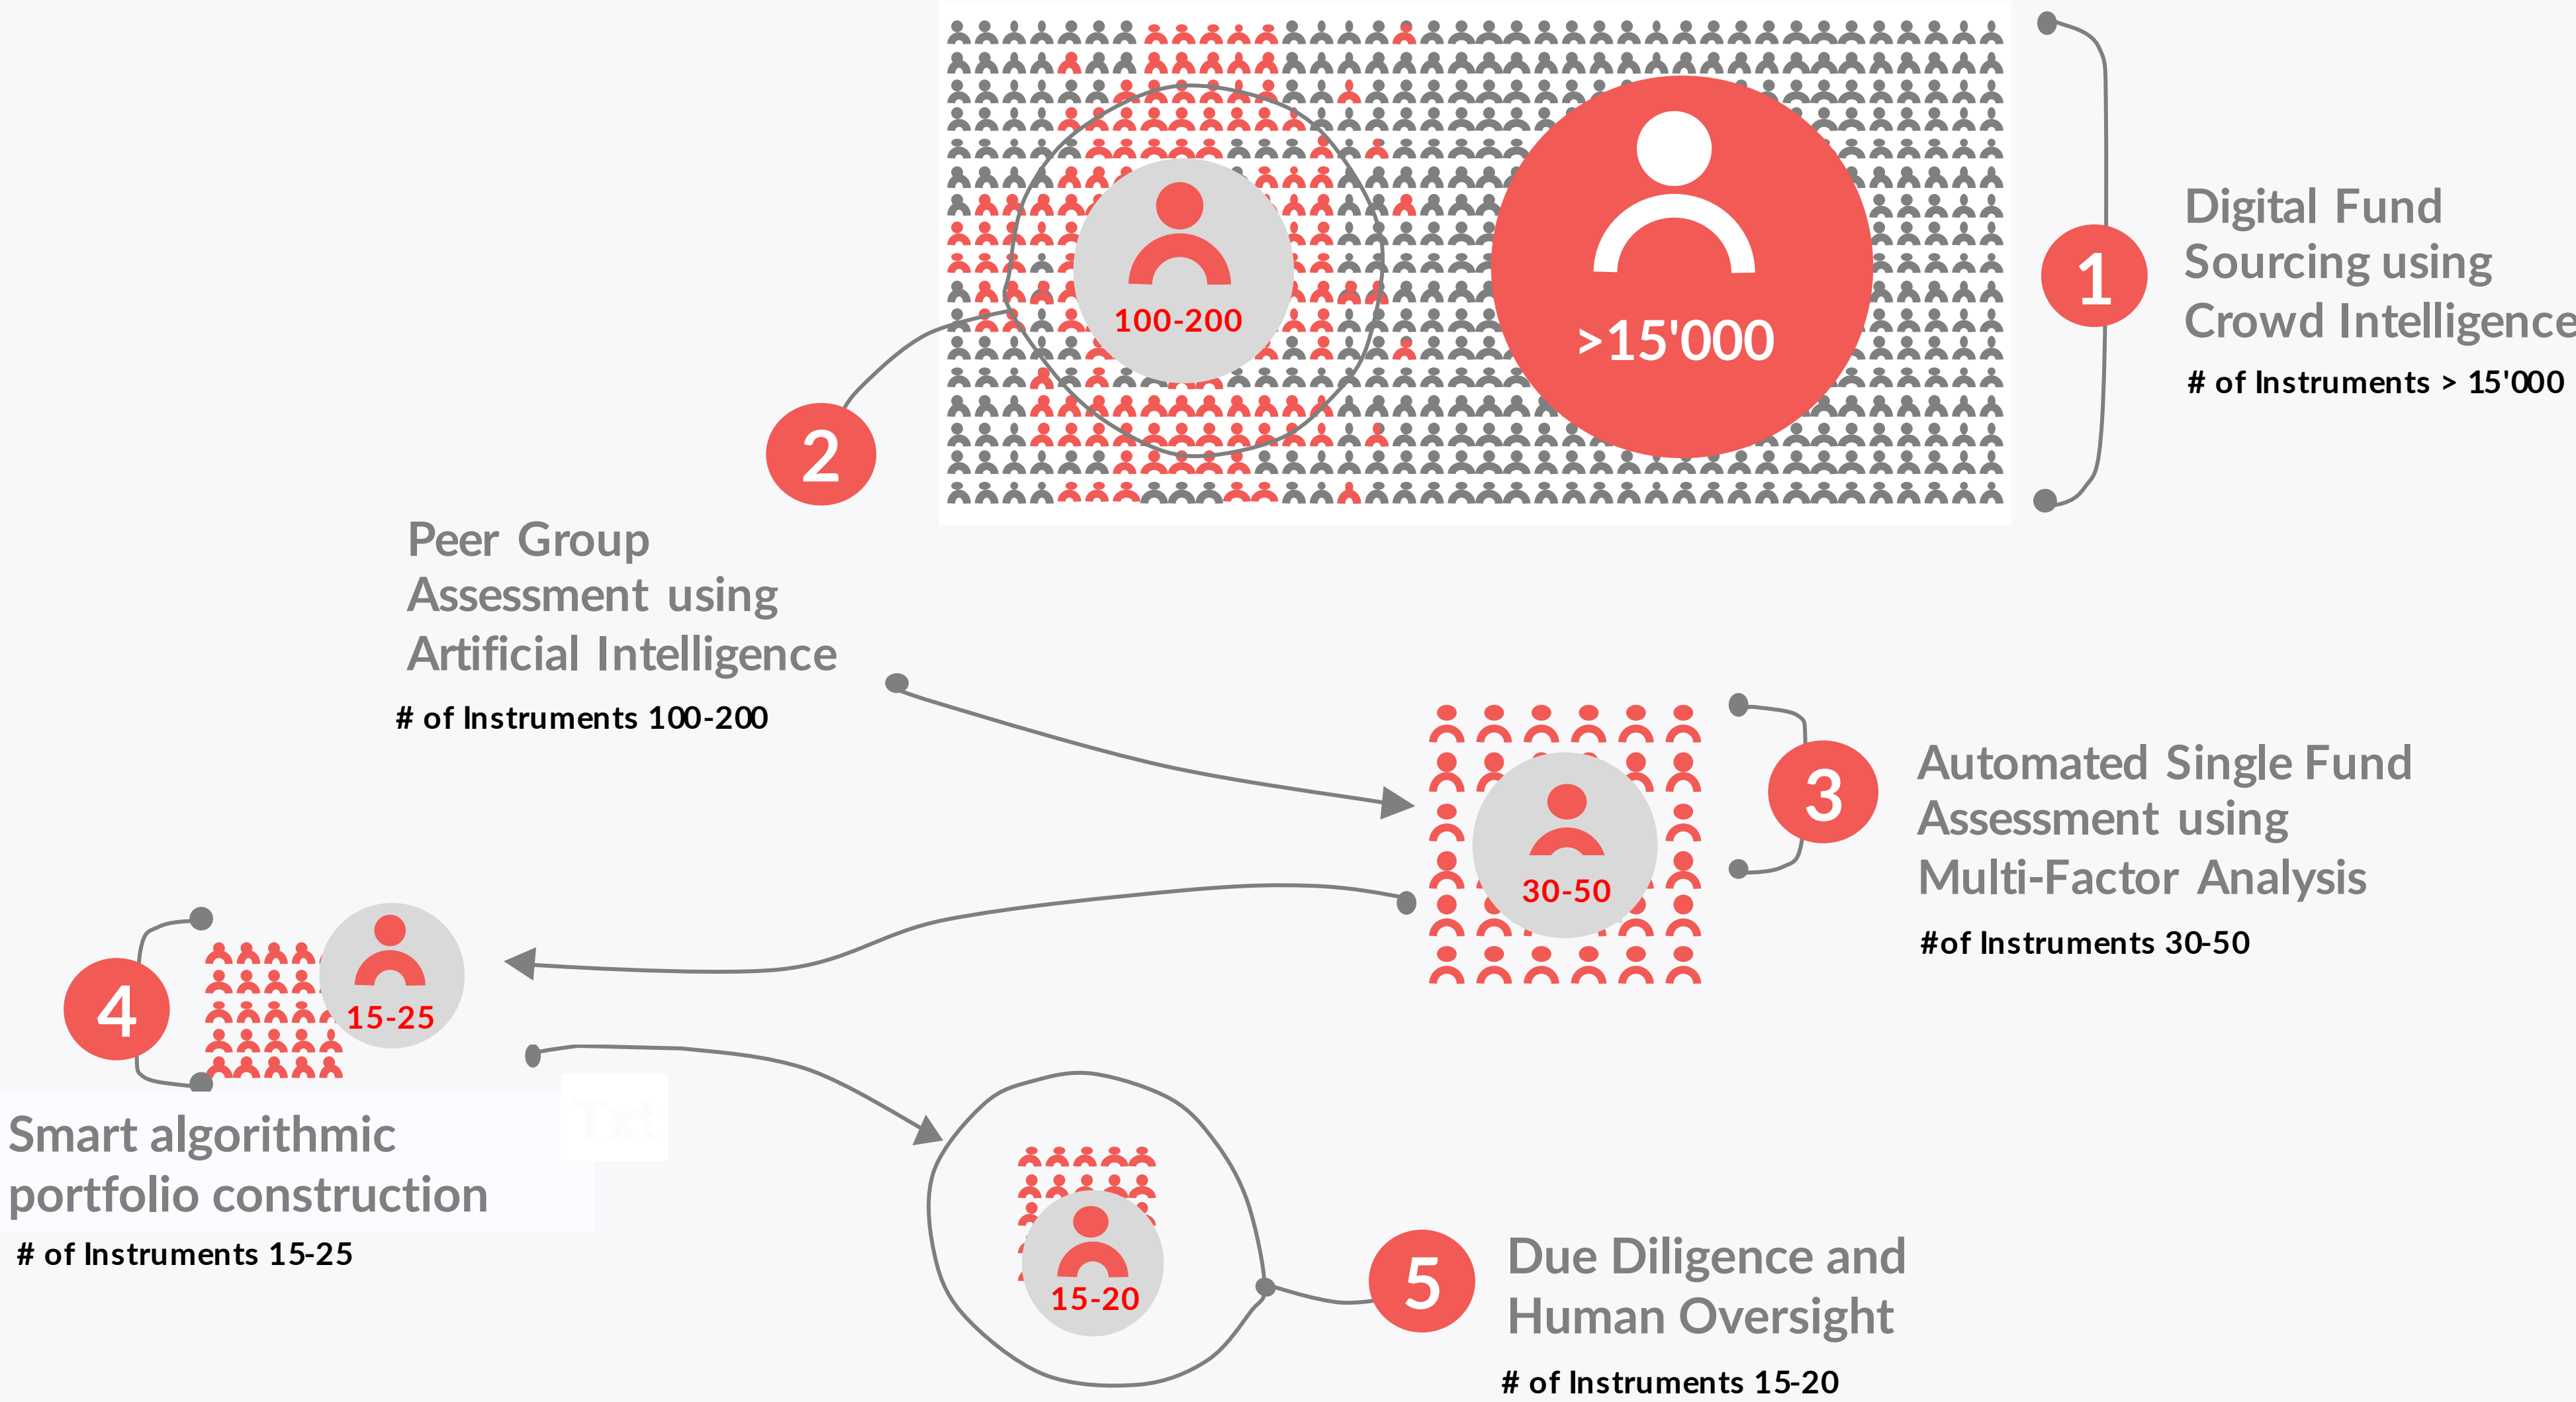 >15'000
100-200
1
Digital Fund
Sourcing using
Crowd Intelligence
# of Instruments > 15'000
2
Peer Group
Assessment using
Artificial Intelligence
# of Instruments 100-200
30-50
3
Automated Single Fund
Assessment using
Multi-Factor Analysis
#of Instruments 30-50
4
15-25
Smart algorithmic
portfolio construction
# of Instruments 15-25
Txt
15-20
5
Due Diligence and
Human Oversight
# of Instruments 15-20